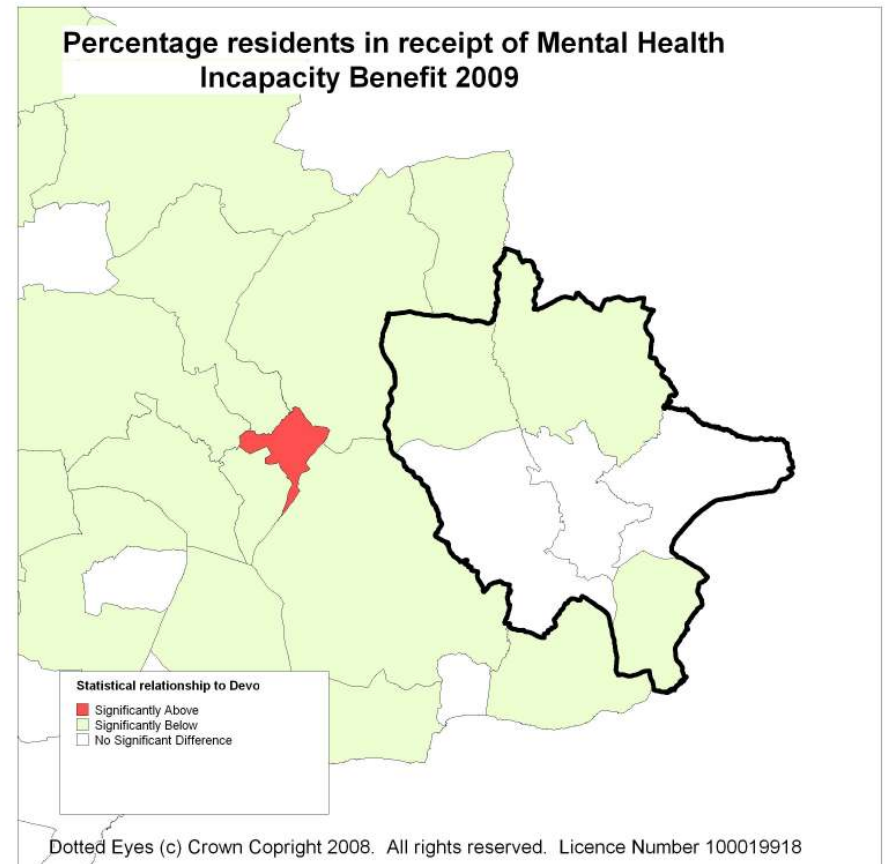 Percentage residents in receipt of Mental Health
Incapacity Benefit 2009
Statistical relationship to Devo
Significantly Above
Significantly Below
No Significant Difference
Dotted Eyes (c) Crown Copright 2008. All rights reserved. Licence Number 100019918